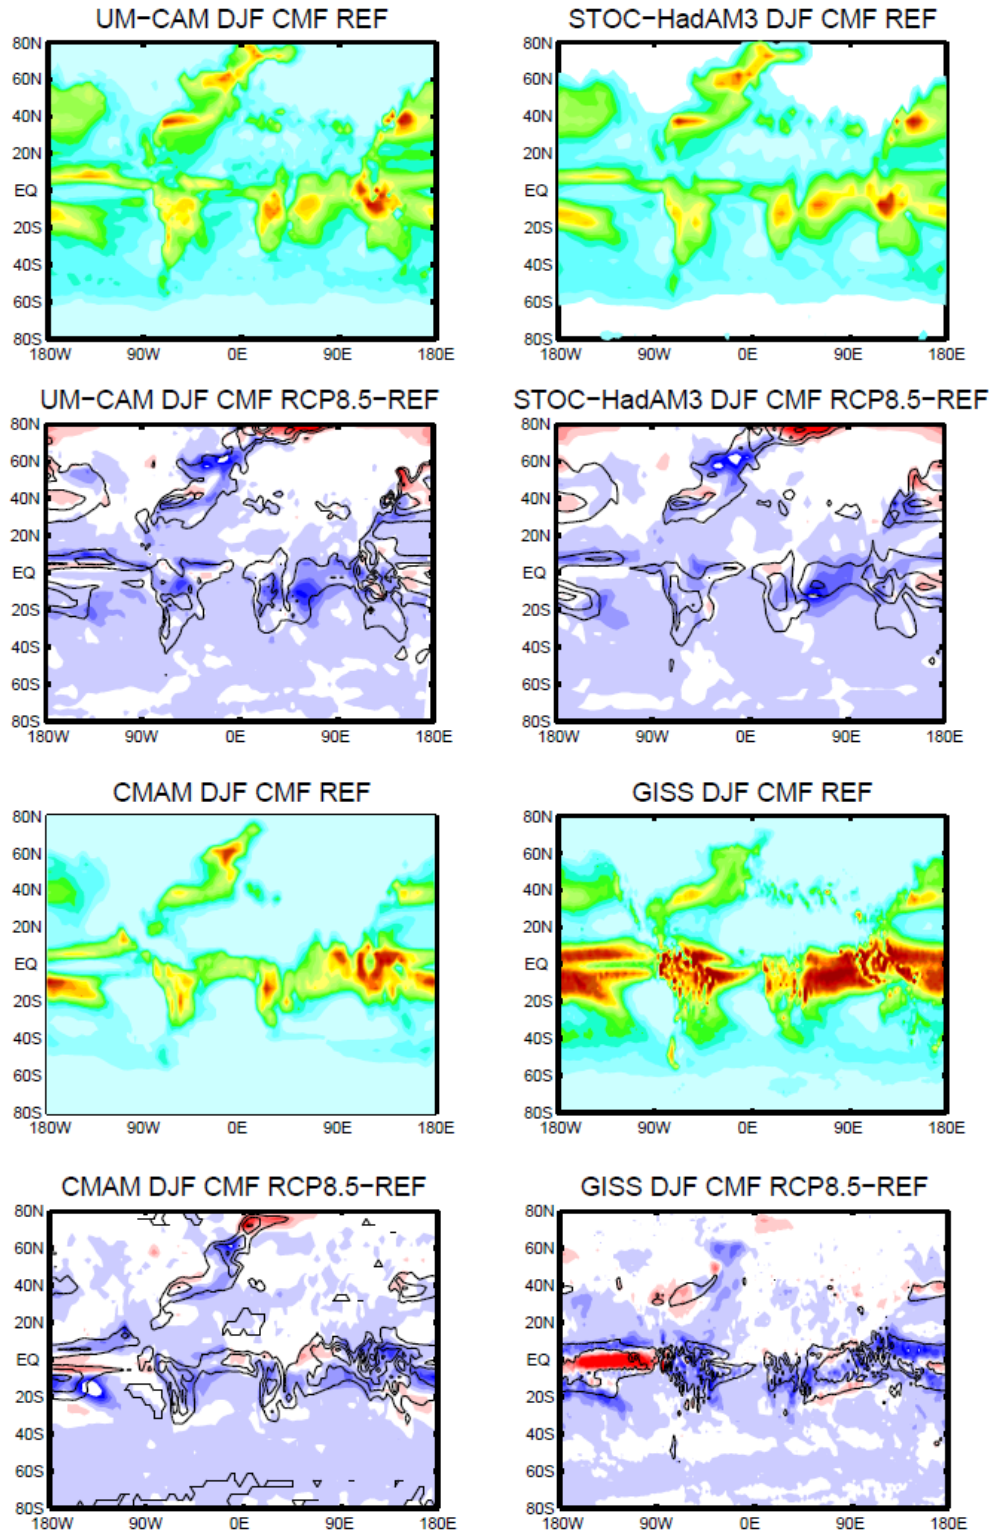 UM-CAM DJF CMF REF
STOC-HadAM3 DJF CMF REF
80N
60N
40N
20N
EQ
20S
40S
60S
80S
180W 90W 0E 90E 180E
80N
60N
40N
20N
EQ
20S
40S
60S
80S
180W 90W 0E 90E 180E
UM-CAM DJF CMF RCP8.5-REF
STOC-HadAM3 DJF CMF RCP8.5-REF
80N
60N
40N
20N
EQ
20S
40S
60S
80S
180W 90W 0E 90E 180E
80N
60N
40N
20N
EQ
20S
40S
60S
80S
180W 90W 0E 90E 180E
CMAM DJF CMF REF
GISS DJF CMF REF
80N
60N
40N
20N
EQ
20S
40S
60S
80S
180W 90W 0E 90E 180E
80N
60N
40N
20N
EQ
20S
40S
60S
80S
180W 90W 0E 90E 180E
CMAM DJF CMF RCP8.5-REF
GISS DJF CMF RCP8.5-REF
80N
60N
40N
20N
EQ
20S
40S
60S
80S
180W 90W 0E 90E 180E
80N
60N
40N
20N
EQ
20S
40S
60S
80S
180W 90W 0E 90E 180E